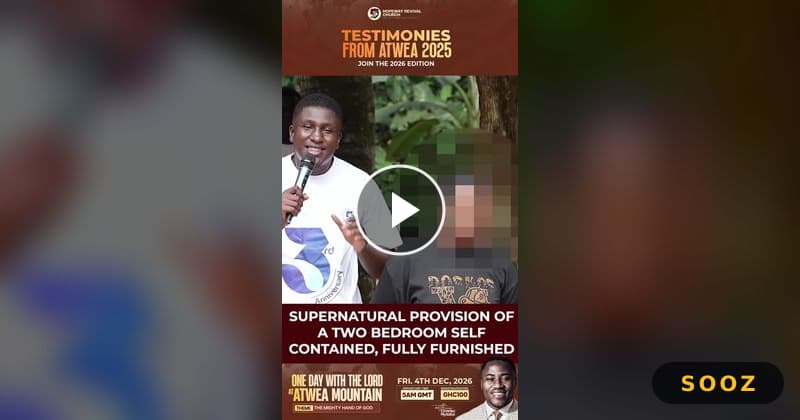 HOPEWAY REVIVAL
CHURCH
TESTIMONIES
FROM ATWEA 2025
JOIN THE 2026 EDITION
3rd
Anniversary
SUPERNATURAL PROVISION OF
A TWO BEDROOM SELF
CONTAINED, FULLY FURNISHED
ONE DAY WITH THE LORD
@ ATWEA MOUNTAIN
THEME THE MIGHTY HAND OF GOD
FRI. 4TH DEC, 2026
5AM GMT
GHC100
SOOZ